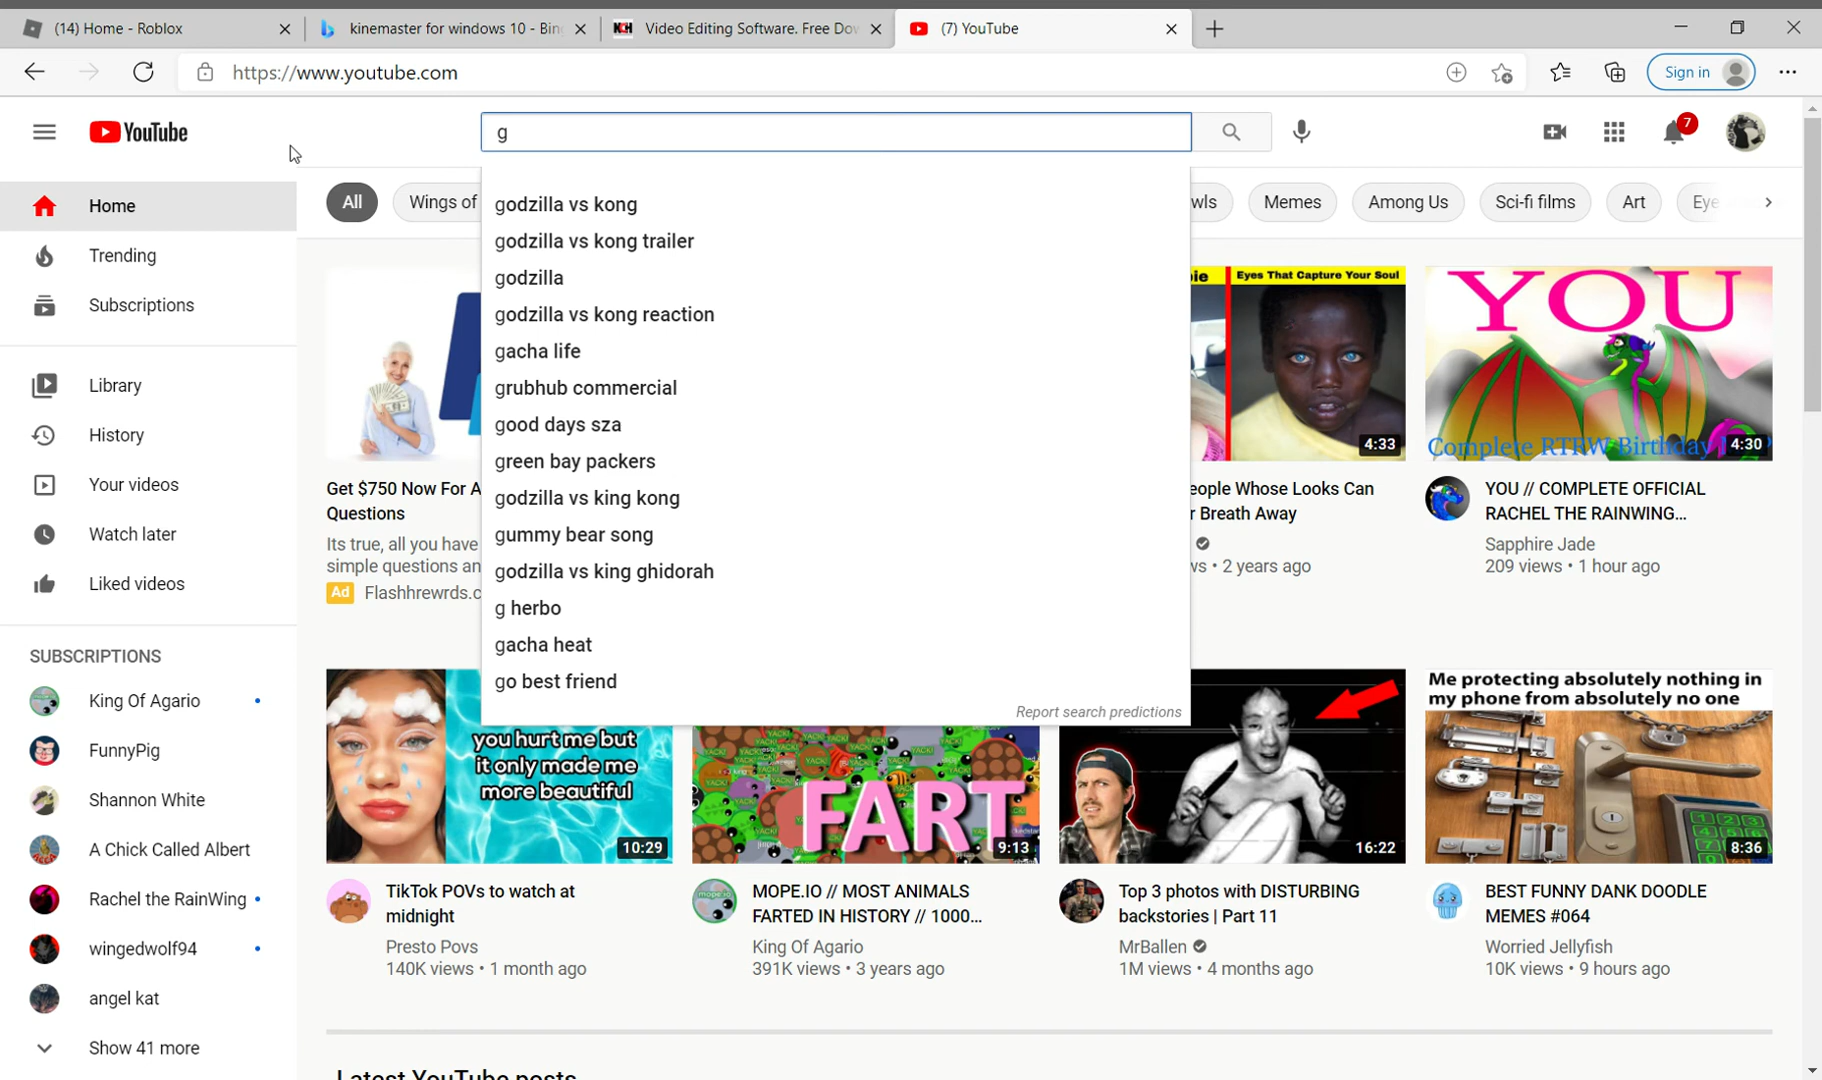 (14) Home - Roblox
kinemaster for windows 10 - Bin
NCH
Video Editing Software. Free Dow
(7) YouTube
https://www.youtube.com
Sign in
YouTube
g
7
Home
Trending
Subscriptions
Library
History
Your videos
Watch later
Liked videos
SUBSCRIPTIONS
King Of Agario
FunnyPig
Shannon White
A Chick Called Albert
Rachel the RainWing
wingedwolf94
angel kat
Show 41 more
All
Wings of
wls
Memes
Among Us
Sci-fi films
Art
Eye
godzilla vs kong
godzilla vs kong trailer
godzilla
godzilla vs kong reaction
gacha life
grubhub commercial
good days sza
green bay packers
godzilla vs king kong
gummy bear song
godzilla vs king ghidorah
g herbo
gacha heat
go best friend
Report search predictions
Get $750 Now For A
Questions
Its true, all you have
simple questions an
Ad
Flashhrewrds.c
ie
Eyes That Capture Your Soul
4:33
eople Whose Looks Can
r Breath Away
ws • 2 years ago
YOU
Complete RTRW Birthday
4:30
YOU // COMPLETE OFFICIAL
RACHEL THE RAINWING...
Sapphire Jade
209 views • 1 hour ago
you hurt me but
it only made me
more beautiful
10:29
TikTok POVs to watch at
midnight
Presto Povs
140K views • 1 month ago
FART
9:13
mope.io
MOPE.IO // MOST ANIMALS
FARTED IN HISTORY // 1000...
King Of Agario
391K views • 3 years ago
16:22
Top 3 photos with DISTURBING
backstories | Part 11
MrBallen
1M views • 4 months ago
Me protecting absolutely nothing in
my phone from absolutely no one
8:36
BEST FUNNY DANK DOODLE
MEMES #064
Worried Jellyfish
10K views • 9 hours ago
Latest YouTube posts